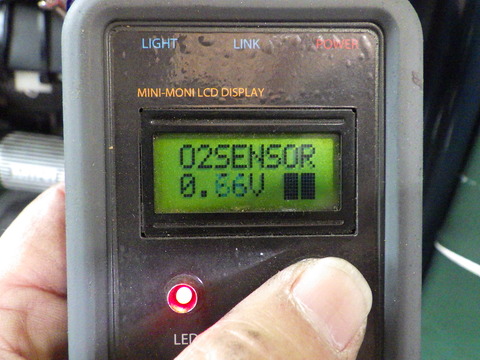 LIGHT LINK POWER
MINI-MONI LCD DISPLAY
O2SENSOR
0.66V
LED